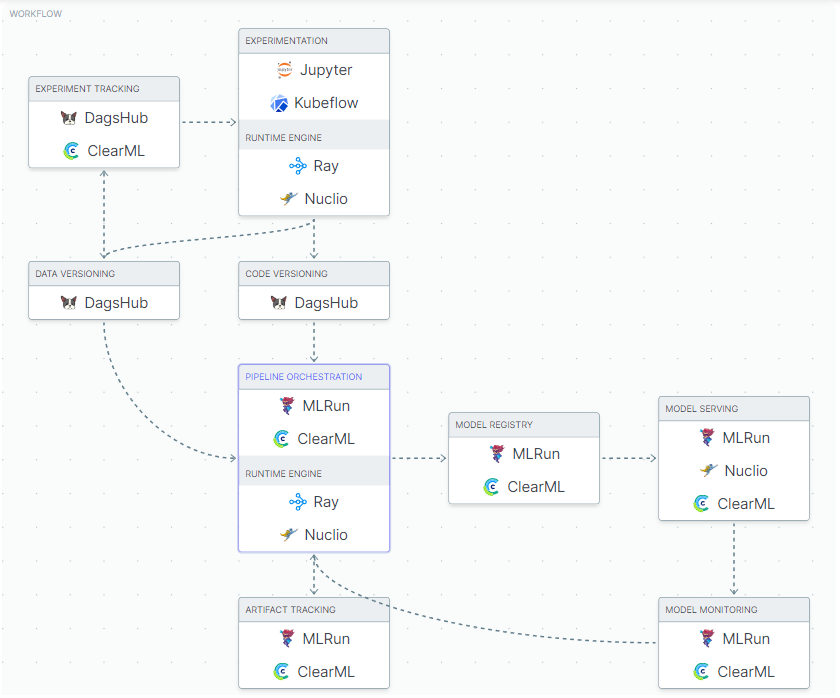 WORKFLOW
EXPERIMENTATION
Jupyter
Kubeflow
RUNTIME ENGINE
Ray
Nuclio
EXPERIMENT TRACKING
DagsHub
ClearML
DATA VERSIONING
DagsHub
CODE VERSIONING
DagsHub
PIPELINE ORCHESTRATION
MLRun
ClearML
RUNTIME ENGINE
Ray
Nuclio
MODEL REGISTRY
MLRun
ClearML
MODEL SERVING
MLRun
Nuclio
ClearML
ARTIFACT TRACKING
MLRun
ClearML
MODEL MONITORING
MLRun
ClearML